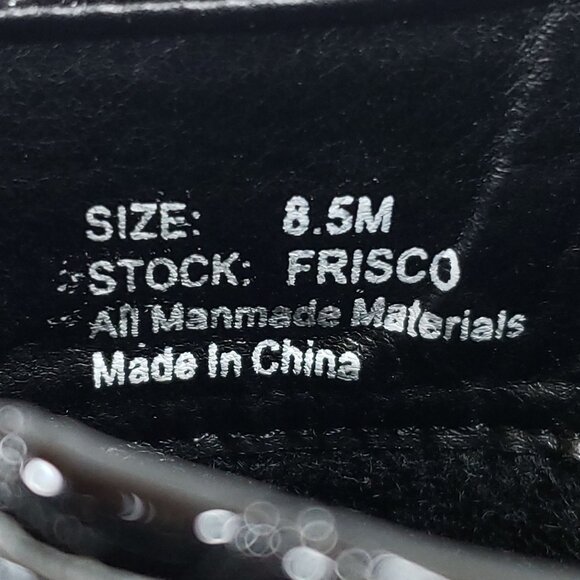 SIZE: 8.5M
STOCK: FRISCO
All Manmade Materials
Made In China